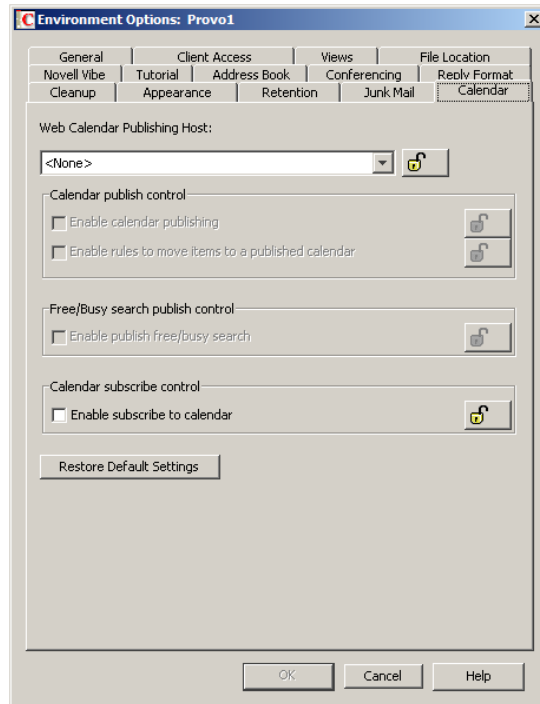 Environment Options: Provo1
General Client Access Views File Location
Novell Vibe Tutorial Address Book Conferencing Reply Format
Cleanup Appearance Retention Junk Mail Calendar
Web Calendar Publishing Host:
<None>
Calendar publish control
Enable calendar publishing
Enable rules to move items to a published calendar
Free/Busy search publish control
Enable publish free/busy search
Calendar subscribe control
Enable subscribe to calendar
Restore Default Settings
OK Cancel Help